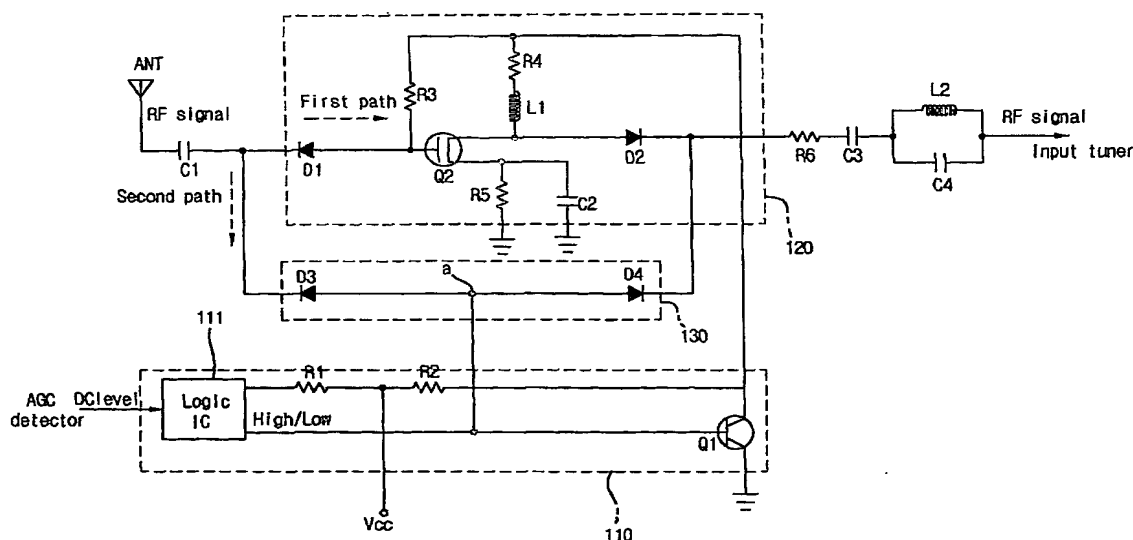 ANT
RF signal
C1
Second path
First path
R3
R4
L1
D1
Q2
D2
R5
C2
120
R6
C3
L2
C4
RF signal
Input tuner
D3
a
D4
130
111
AGC
detector
DClevel
Logic
IC
R1
R2
High/Low
Q1
Vcc
110